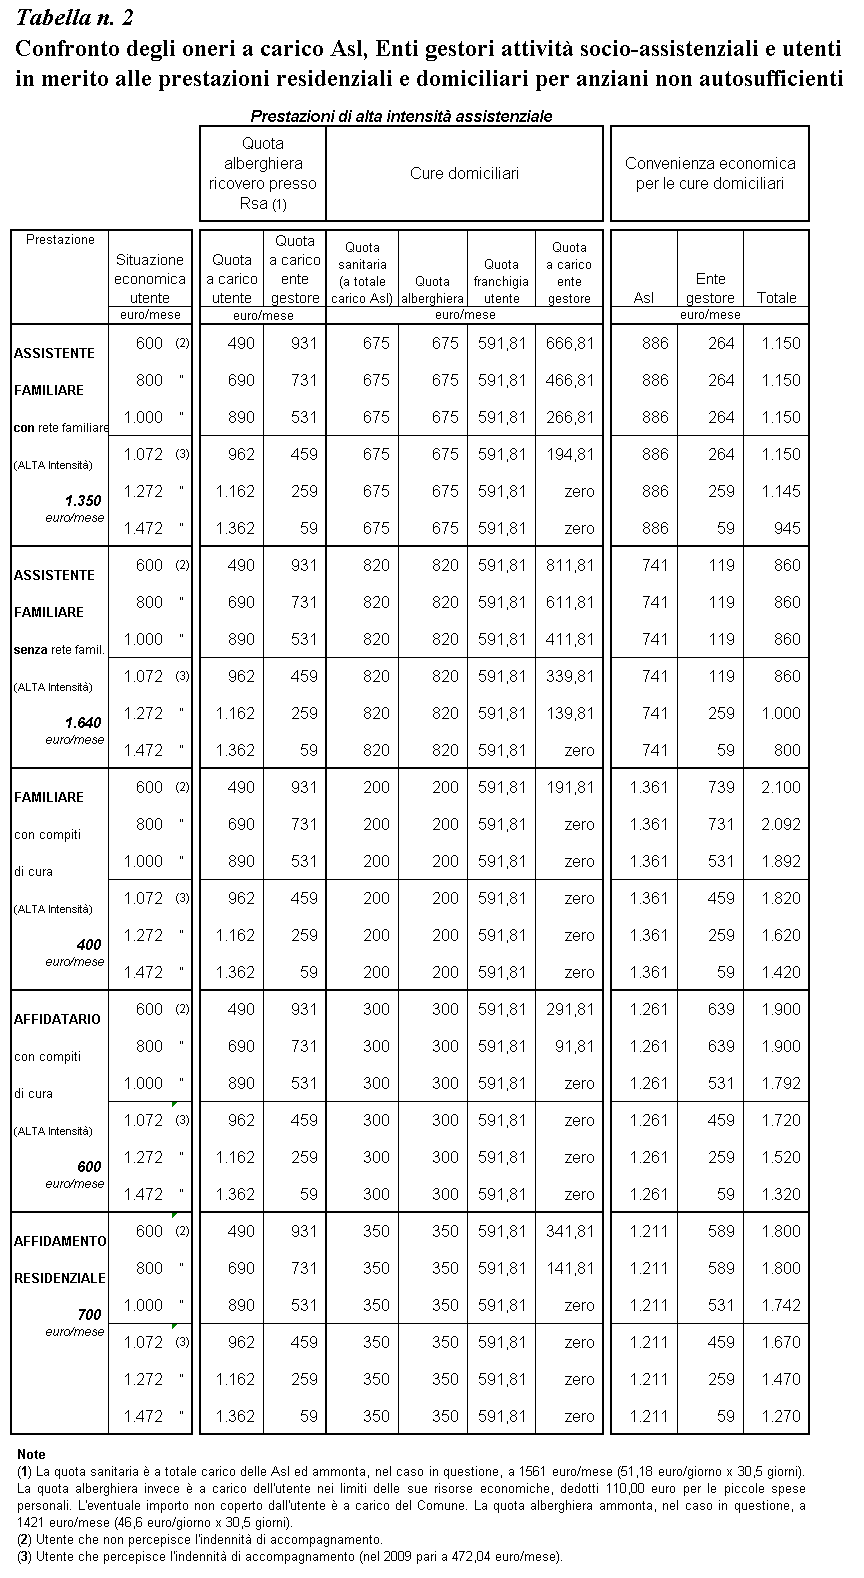 Tabella n. 2
Confronto degli oneri a carico Asl, Enti gestori attività socio-assistenziali e utenti
in merito alle prestazioni residenziali e domiciliari per anziani non autosufficienti
Prestazioni di alta intensità assistenziale
Quota alberghiera ricovero presso Rsa (1) Cure domiciliari Convenienza economica per le cure domiciliari
Prestazione Situazione economica utente Quota a carico utente Quota a carico ente gestore Quota sanitaria (a totale carico Asl) Quota alberghiera Quota franchigia utente Quota a carico ente gestore Asl Ente gestore Totale
euro/mese euro/mese euro/mese euro/mese
600 (2) 490 931 675 675 591,81 666,81 886 264 1.150
ASSISTENTE
800 " 690 731 675 675 591,81 466,81 886 264 1.150
FAMILIARE
1.000 " 890 531 675 675 591,81 266,81 886 264 1.150
con rete familiare
1.072 (3) 962 459 675 675 591,81 194,81 886 264 1.150
(ALTA Intensità)
1.272 " 1.162 259 675 675 591,81 zero 886 259 1.145
1.350
euro/mese
1.472 " 1.362 59 675 675 591,81 zero 886 59 945
600 (2) 490 931 820 820 591,81 811,81 741 119 860
ASSISTENTE
800 " 690 731 820 820 591,81 611,81 741 119 860
FAMILIARE
1.000 " 890 531 820 820 591,81 411,81 741 119 860
senza rete famil.
1.072 (3) 962 459 820 820 591,81 339,81 741 119 860
(ALTA Intensità)
1.272 " 1.162 259 820 820 591,81 139,81 741 259 1.000
1.640
euro/mese
1.472 " 1.362 59 820 820 591,81 zero 741 59 800
600 (2) 490 931 200 200 591,81 191,81 1.361 739 2.100
FAMILIARE
800 " 690 731 200 200 591,81 zero 1.361 731 2.092
con compiti
1.000 " 890 531 200 200 591,81 zero 1.361 531 1.892
di cura
1.072 (3) 962 459 200 200 591,81 zero 1.361 459 1.820
(ALTA Intensità)
1.272 " 1.162 259 200 200 591,81 zero 1.361 259 1.620
400
euro/mese
1.472 " 1.362 59 200 200 591,81 zero 1.361 59 1.420
600 (2) 490 931 300 300 591,81 291,81 1.261 639 1.900
AFFIDATARIO
800 " 690 731 300 300 591,81 91,81 1.261 639 1.900
con compiti
1.000 " 890 531 300 300 591,81 zero 1.261 531 1.792
di cura
1.072 (3) 962 459 300 300 591,81 zero 1.261 459 1.720
(ALTA Intensità)
1.272 " 1.162 259 300 300 591,81 zero 1.261 259 1.520
600
euro/mese
1.472 " 1.362 59 300 300 591,81 zero 1.261 59 1.320
600 (2) 490 931 350 350 591,81 341,81 1.211 589 1.800
AFFIDAMENTO
800 " 690 731 350 350 591,81 141,81 1.211 589 1.800
RESIDENZIALE
1.000 " 890 531 350 350 591,81 zero 1.211 531 1.742
700
euro/mese
1.072 (3) 962 459 350 350 591,81 zero 1.211 459 1.670
1.272 " 1.162 259 350 350 591,81 zero 1.211 259 1.470
1.472 " 1.362 59 350 350 591,81 zero 1.211 59 1.270
Note
(1) La quota sanitaria è a totale carico delle Asl ed ammonta, nel caso in questione, a 1561 euro/mese (51,18 euro/giorno x 30,5 giorni).
La quota alberghiera invece è a carico dell'utente nei limiti delle sue risorse economiche, dedotti 110,00 euro per le piccole spese
personali. L'eventuale importo non coperto dall'utente è a carico del Comune. La quota alberghiera ammonta, nel caso in questione, a
1421 euro/mese (46,6 euro/giorno x 30,5 giorni).
(2) Utente che non percepisce l'indennità di accompagnamento.
(3) Utente che percepisce l'indennità di accompagnamento (nel 2009 pari a 472,04 euro/mese).